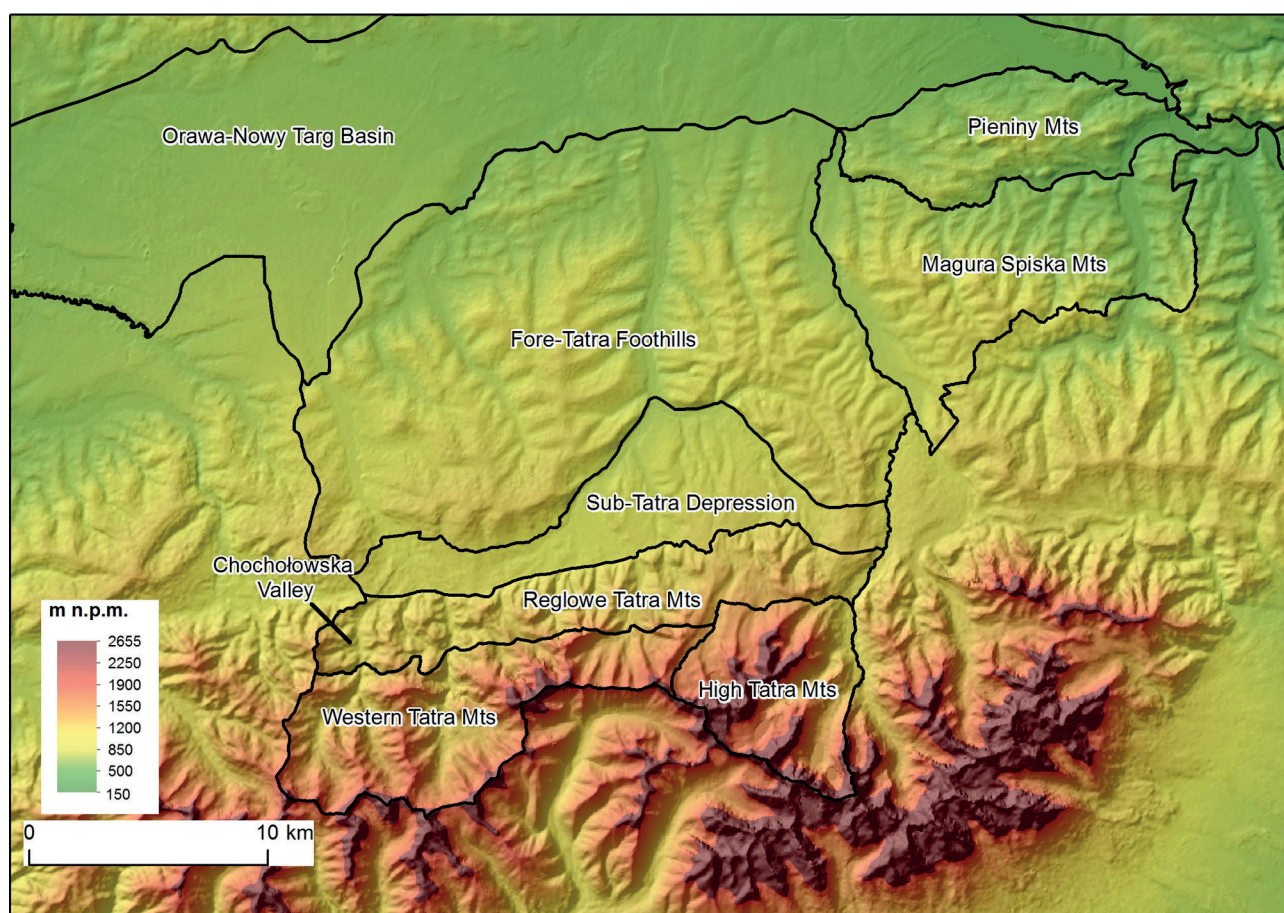 Orawa-Nowy Targ Basin
Pieniny Mts
Magura Spiska Mts
Fore-Tatra Foothills
Sub-Tatra Depression
Chochołowska
Valley
Reglowe Tatra Mts
High Tatra Mts
Western Tatra Mts
m n.p.m.
2655
2250
1900
1550
1200
850
500
150
0
10 km